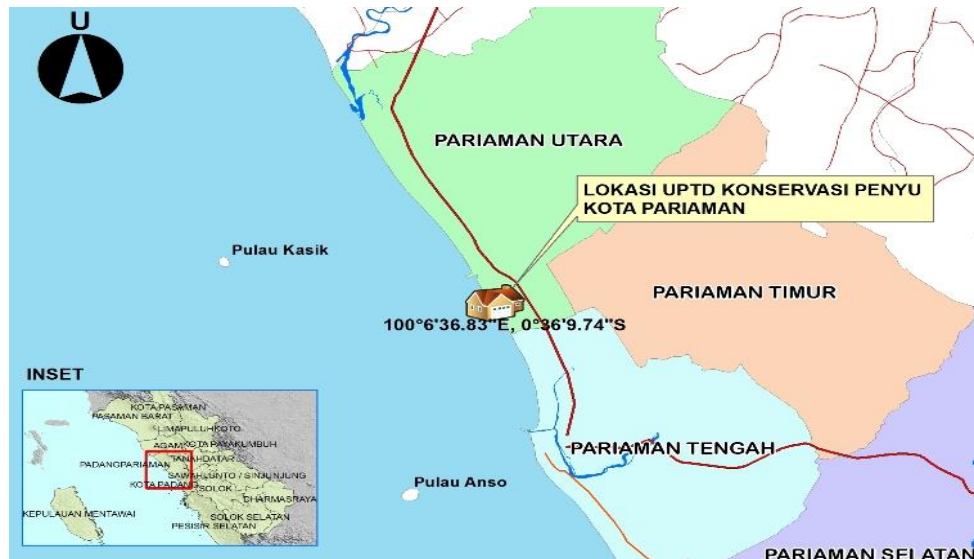 U
PARIAMAN UTARA
LOKASI UPTD KONSERVASI PENYU
KOTA PARIAMAN
Pulau Kasik
PARIAMAN TIMUR
100°6'36.83"E, 0°36'9.74"S
INSET
KOTA PASAMAN
PASAMAN BARAT
LIMAPULUHKOTO
AGAM
KOTA PAYAKUMBUH
TANAHDATAR
PADANGPARIAMAN
SAWAHLUNTO / SIJUNJUNG
KOTA PADANG
SOLOK
DHARMASRAYA
KEPULAUAN MENTAWAI
SOLOK SELATAN
PESISIR SELATAN
PARIAMAN TENGAH
Pulau Anso
PARIAMAN SELATAN